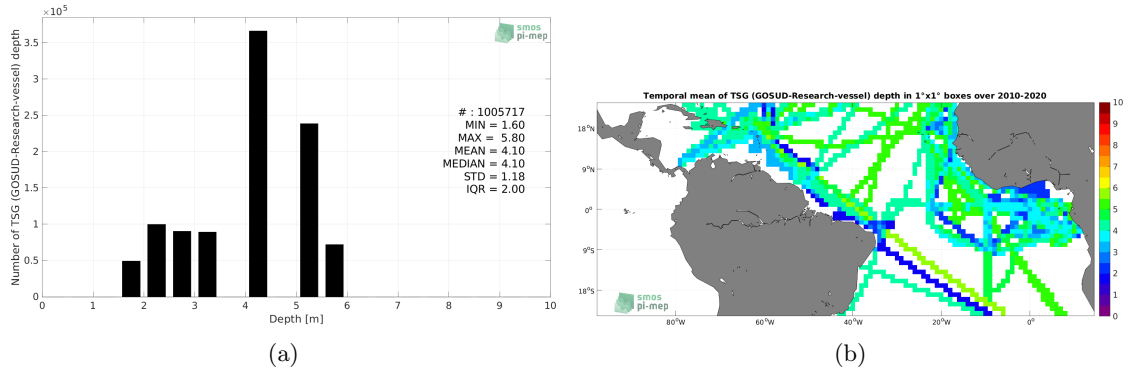 ×10⁵
3.5
3
2.5
2
1.5
1
0.5
0
Number of TSG (GOSUD-Research-vessel) depth
smos
pi-mep
# : 1005717
MIN = 1.60
MAX = 5.80
MEAN = 4.10
MEDIAN = 4.10
STD = 1.18
IQR = 2.00
0 1 2 3 4 5 6 7 8 9 10
Depth [m]
(a)
Temporal mean of TSG (GOSUD-Research-vessel) depth in 1°x1° boxes over 2010-2020
18°N
9°N
0°
9°S
18°S
smos
pi-mep
80°W 60°W 40°W 20°W 0°
10
9
8
7
6
5
4
3
2
1
0
(b)